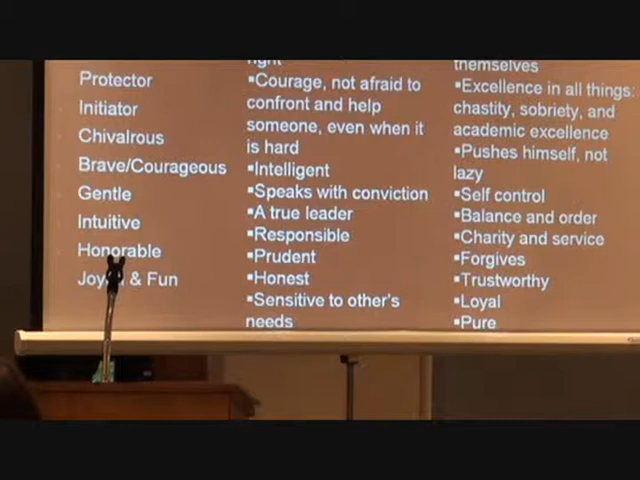 Protector
Initiator
Chivalrous
Brave/Courageous
Gentle
Intuitive
Honorable
& Fun
right
▪Courage, not afraid to
confront and help
someone, even when it
is hard
▪Intelligent
▪Speaks with conviction
▪A true leader
▪Responsible
▪Prudent
▪Honest
▪Sensitive to other's
needs
themselves
▪Excellence in all things:
chastity, sobriety, and
academic excellence
▪Pushes himself, not
lazy
▪Self control
▪Balance and order
▪Charity and service
▪Forgives
▪Trustworthy
▪Loyal
▪Pure